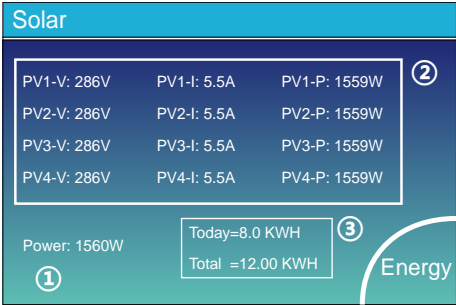 Solar
PV1-V: 286V PV1-I: 5.5A PV1-P: 1559W
②
PV2-V: 286V PV2-I: 5.5A PV2-P: 1559W
PV3-V: 286V PV3-I: 5.5A PV3-P: 1559W
PV4-V: 286V PV4-I: 5.5A PV4-P: 1559W
Power: 1560W
①
Today=8.0 KWH
Total =12.00 KWH
③
Energy